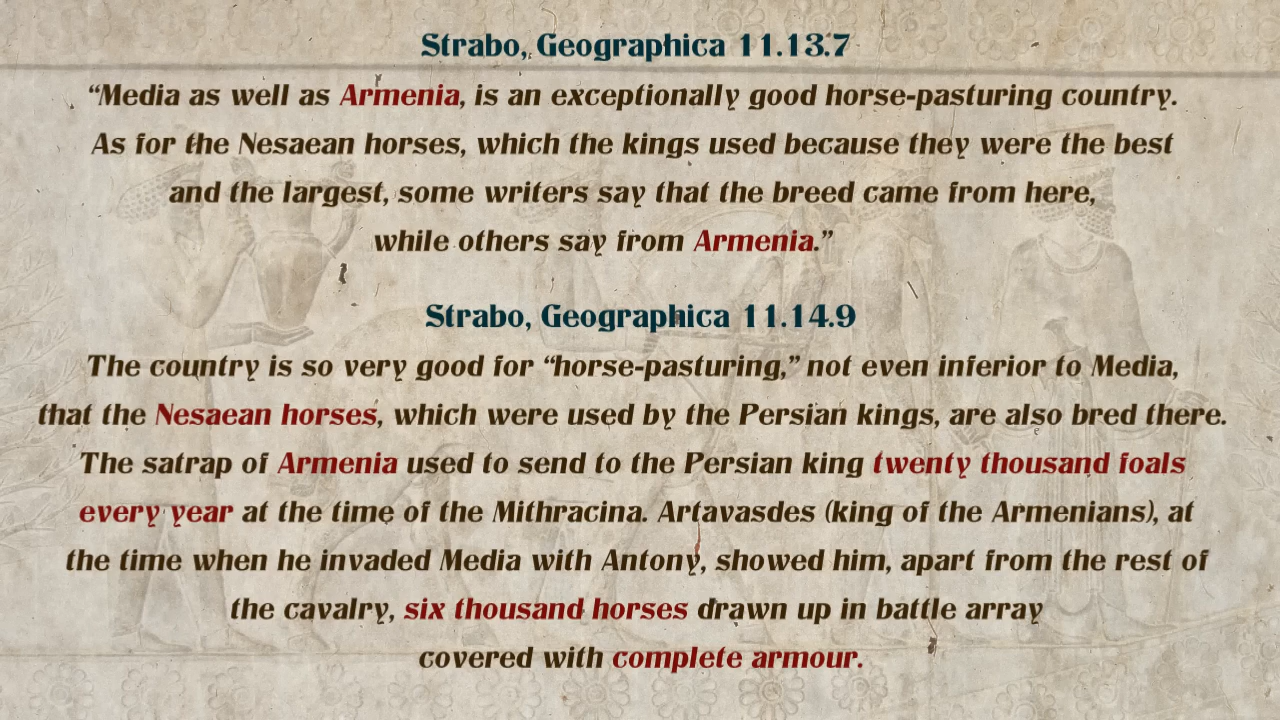 Strabo, Geographica 11.13.7
“Media as well as Armenia, is an exceptionally good horse-pasturing country.
As for the Nesaean horses, which the kings used because they were the best
and the largest, some writers say that the breed came from here,
while others say from Armenia.”
Strabo, Geographica 11.14.9
The country is so very good for “horse-pasturing,” not even inferior to Media,
that the Nesaean horses, which were used by the Persian kings, are also bred there.
The satrap of Armenia used to send to the Persian king twenty thousand foals
every year at the time of the Mithracina. Artavasdes (king of the Armenians), at
the time when he invaded Media with Antony, showed him, apart from the rest of
the cavalry, six thousand horses drawn up in battle array
covered with complete armour.